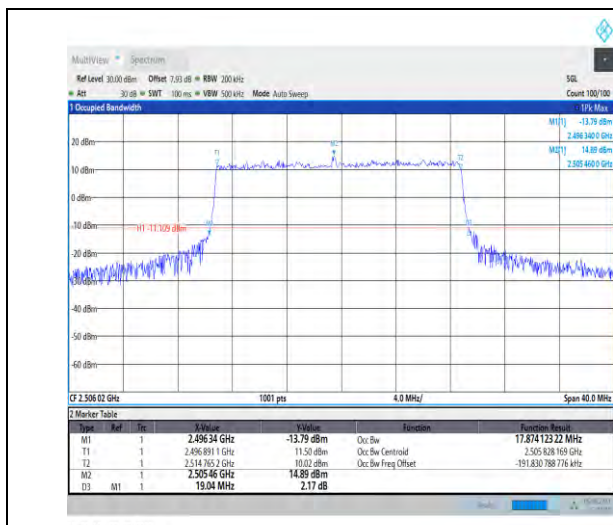 MultiView Spectrum
Ref Level 30.00 dBm Offset 7.93 dB RBW 200 kHz SGL
Att 30 dB SWT 100 ms VBW 500 kHz Mode Auto Sweep Count 100/100
1 Occupied Bandwidth 1Pk Max
M1[1] -13.79 dBm
2.496 340 0 GHz
M2[1] 14.89 dBm
2.505 460 0 GHz
20 dBm
T1 M2 T2
10 dBm
0 dBm
-10 dBm
H1 -11.109 dBm
-20 dBm
-30 dBm
-40 dBm
-50 dBm
-60 dBm
CF 2.506 02 GHz 1001 pts 4.0 MHz/ Span 40.0 MHz
2 Marker Table
Type Ref Trc X-Value Y-Value Function Function Result
M1 1 2.496 34 GHz -13.79 dBm Occ Bw 17.874 123 22 MHz
T1 1 2.496 891 1 GHz 11.50 dBm Occ Bw Centroid 2.505 828 169 GHz
T2 1 2.514 765 2 GHz 10.02 dBm Occ Bw Freq Offset -191.830 788 776 kHz
M2 1 2.505 46 GHz 14.89 dBm
D3 M1 1 19.04 MHz 2.17 dB